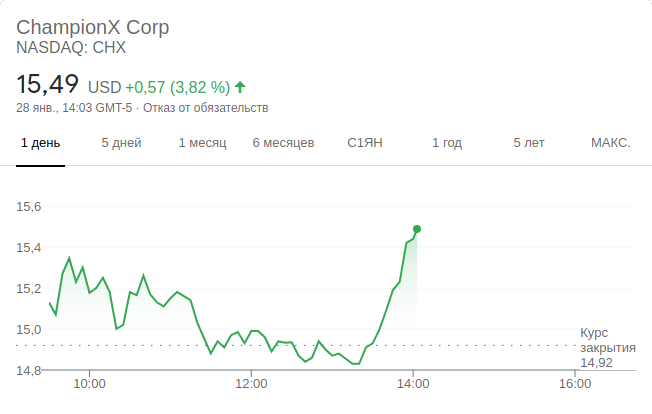 ChampionX Corp
NASDAQ: CHX
15,49 USD +0,57 (3,82 %)
28 янв., 14:03 GMT-5 · Отказ от обязательств
1 день 5 дней 1 месяц 6 месяцев С1ЯН 1 год 5 лет МАКС.
15,6
15,4
15,2
15,0
14,8
Курс
закрытия
14,92
10:00 12:00 14:00 16:00